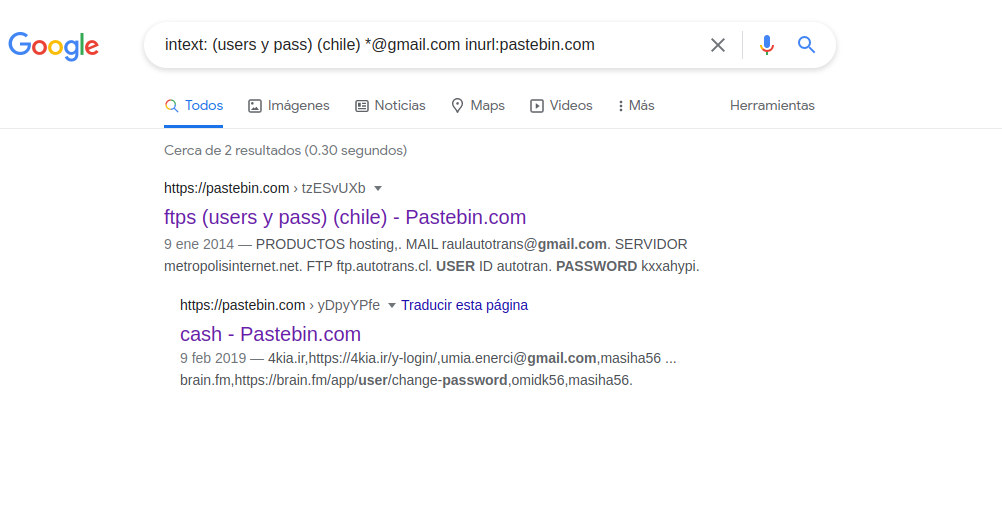 Google
intext: (users y pass) (chile) *@gmail.com inurl:pastebin.com
Todos Imágenes Noticias Maps Videos Más Herramientas
Cerca de 2 resultados (0.30 segundos)
https://pastebin.com › tzESvUXb
ftps (users y pass) (chile) - Pastebin.com
9 ene 2014 — PRODUCTOS hosting,. MAIL raulautotrans@gmail.com. SERVIDOR
metropolisinternet.net. FTP ftp.autotrans.cl. USER ID autotran. PASSWORD kxxahypi.
https://pastebin.com › yDpyYPfe Traducir esta página
cash - Pastebin.com
9 feb 2019 — 4kia.ir,https://4kia.ir/y-login/,umia.enerci@gmail.com,masiha56 ...
brain.fm,https://brain.fm/app/user/change-password,omidk56,masiha56.